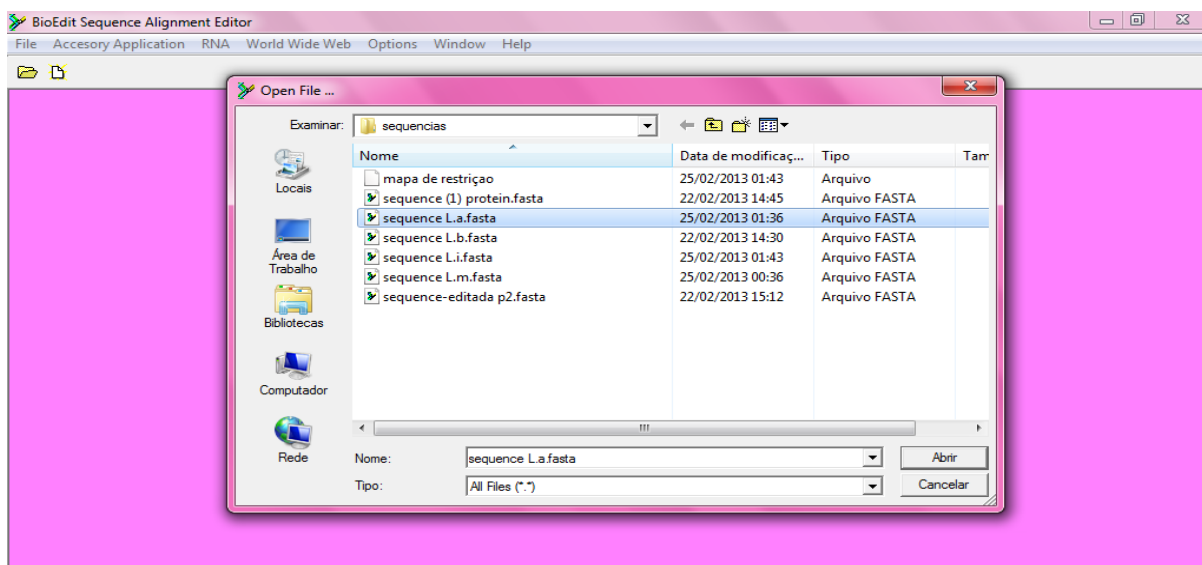 BioEdit Sequence Alignment Editor
File Accesory Application RNA World Wide Web Options Window Help
Open File ...
Examinar: sequencias
Nome Data de modificaç... Tipo Tam
mapa de restriçao 25/02/2013 01:43 Arquivo
sequence (1) protein.fasta 22/02/2013 14:45 Arquivo FASTA
sequence L.a.fasta 25/02/2013 01:36 Arquivo FASTA
sequence L.b.fasta 22/02/2013 14:30 Arquivo FASTA
sequence L.i.fasta 25/02/2013 01:43 Arquivo FASTA
sequence L.m.fasta 25/02/2013 00:36 Arquivo FASTA
sequence-editada p2.fasta 22/02/2013 15:12 Arquivo FASTA
Locais
Área de
Trabalho
Bibliotecas
Computador
Rede
Nome: sequence L.a.fasta Abrir
Tipo: All Files (*.*) Cancelar